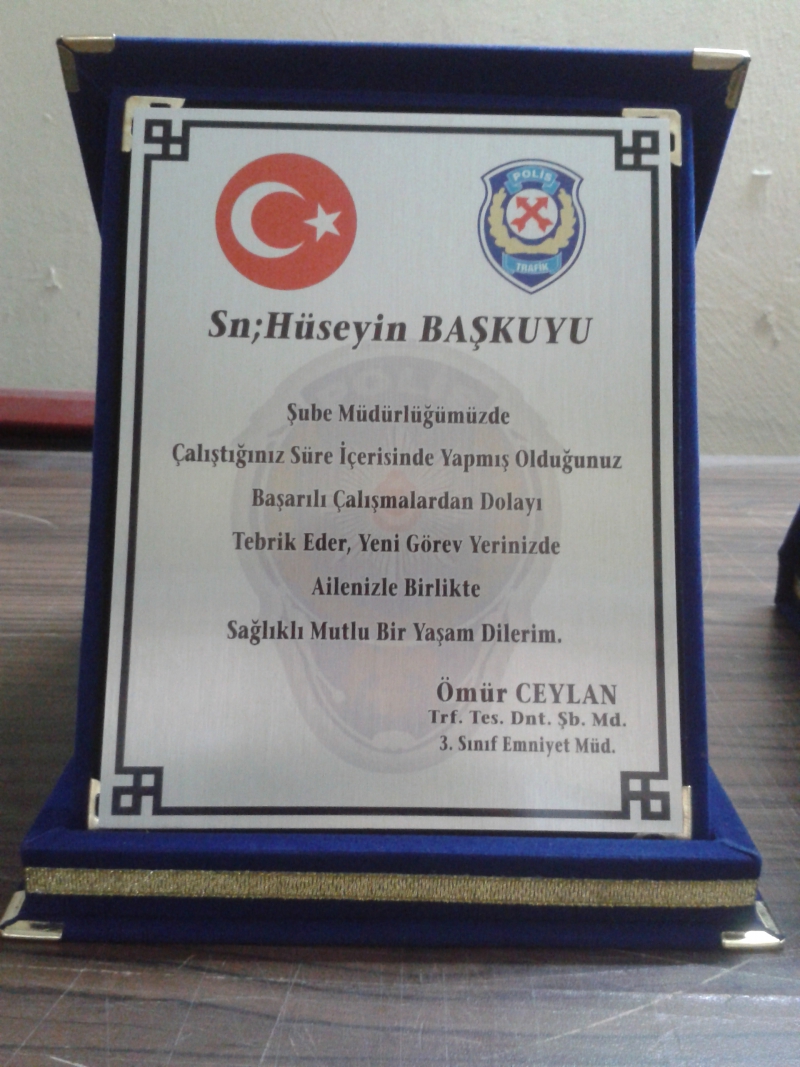 POLİS
TRAFİK
Sn;Hüseyin BAŞKUYU
Şube Müdürlüğümüzde
Çalıştığınız Süre İçerisinde Yapmış Olduğunuz
Başarılı Çalışmalardan Dolayı
Tebrik Eder, Yeni Görev Yerinizde
Ailenizle Birlikte
Sağlıklı Mutlu Bir Yaşam Dilerim.
Ömür CEYLAN
Trf. Tes. Dnt. Şb. Md.
3. Sınıf Emniyet Müd.